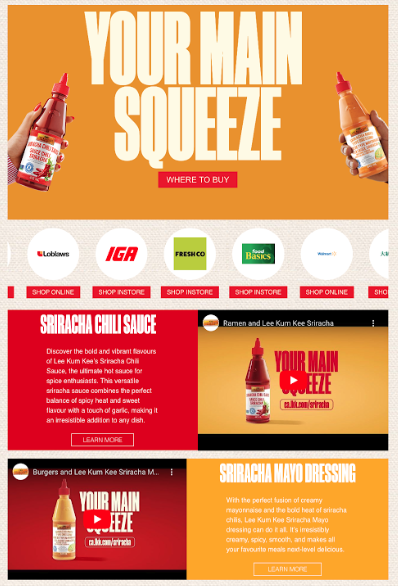 YOUR MAIN
SQUEEZE
WHERE TO BUY
Loblaws
IGA
FRESHCO
food
Basics
Walmart
SHOP ONLINE
SHOP INSTORE
SHOP INSTORE
SHOP INSTORE
SHOP ONLINE
SRIRACHA CHILI SAUCE
Discover the bold and vibrant flavours
of Lee Kum Kee's Sriracha Chili
Sauce, the ultimate hot sauce for
spice enthusiasts. This versatile
sriracha sauce combines the perfect
balance of spicy heat and sweet
flavour with a touch of garlic, making it
an irresistible addition to any dish.
LEARN MORE
Ramen and Lee Kum Kee Sriracha
YOUR MAIN
SQUEEZE
ca.lkk.com/sriracha
Burgers and Lee Kum Kee Sriracha M...
YOUR MAIN
SQUEEZE
ca.lkk.com/sriracha
SRIRACHA MAYO DRESSING
With the perfect fusion of creamy
mayonnaise and the bold heat of sriracha
chilis, Lee Kum Kee Sriracha Mayo
dressing can do it all. It's irresistibly
creamy, spicy, smooth, and makes all
your favourite meals next-level delicious.
LEARN MORE